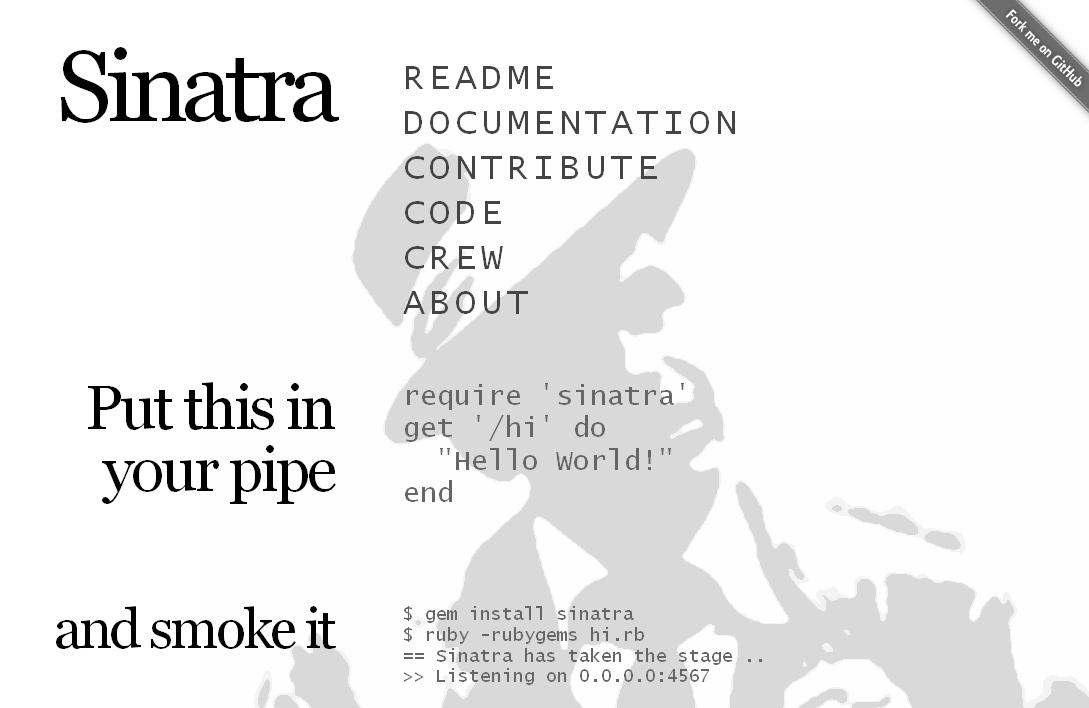 Fork me on GitHub
Sinatra
README
DOCUMENTATION
CONTRIBUTE
CODE
CREW
ABOUT
Put this in
your pipe
require 'sinatra'
get '/hi' do
  "Hello World!"
end
and smoke it
$ gem install sinatra
$ ruby -rubygems hi.rb
== Sinatra has taken the stage ..
>> Listening on 0.0.0.0:4567